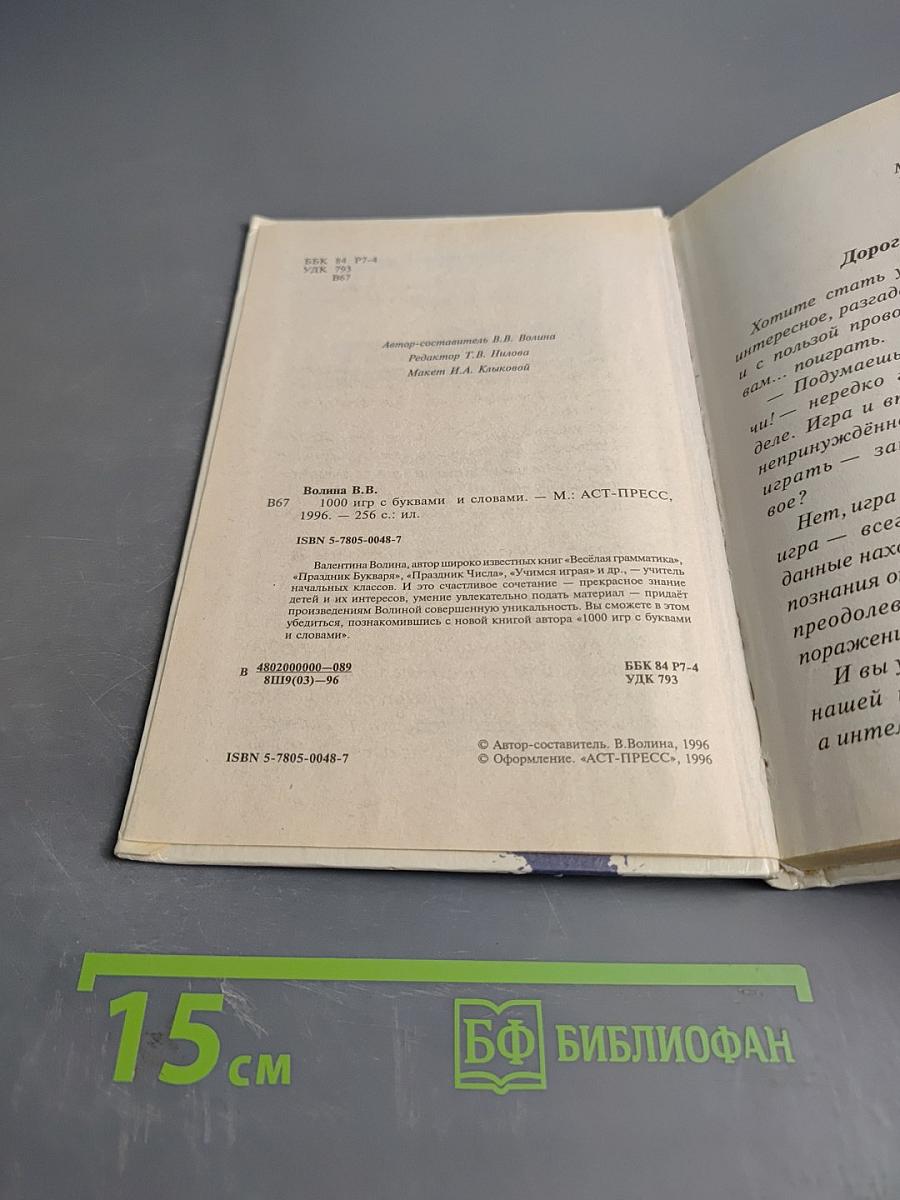 ББК 84 Р7-4
УДК 793
В67
Автор-составитель В.В. Волина
Редактор Т.В. Нилова
Макет И.А. Клыковой
Волина В.В.
В67 1000 игр с буквами и словами. — М.: АСТ-ПРЕСС,
1996. — 256 с.: ил.
ISBN 5-7805-0048-7
Валентина Волина, автор широко известных книг «Весёлая грамматика»,
«Праздник Букваря», «Праздник Числа», «Учимся играя» и др., — учитель
начальных классов. И это счастливое сочетание — прекрасное знание
детей и их интересов, умение увлекательно подать материал — придаёт
произведениям Волиной совершенную уникальность. Вы сможете в этом
убедиться, познакомившись с новой книгой автора «1000 игр с буквами
и словами».
В 4802000000—089
8Ш9(03)—96
ББК 84 Р7-4
УДК 793
ISBN 5-7805-0048-7
© Автор-составитель. В.Волина, 1996
© Оформление. «АСТ-ПРЕСС», 1996
Дорог
Хотите стать у
интересное, разгад
и с пользой прово
вам... поиграть.
— Подумаешь
чи! — нередко
деле. Игра и вп
непринуждённо
играть — за
вое?
Нет, игра
игра — всег
данные нахо
познания о
преодолев
поражени
И вы у
нашей
а инте
15 см
БФ БИБЛИОФАН